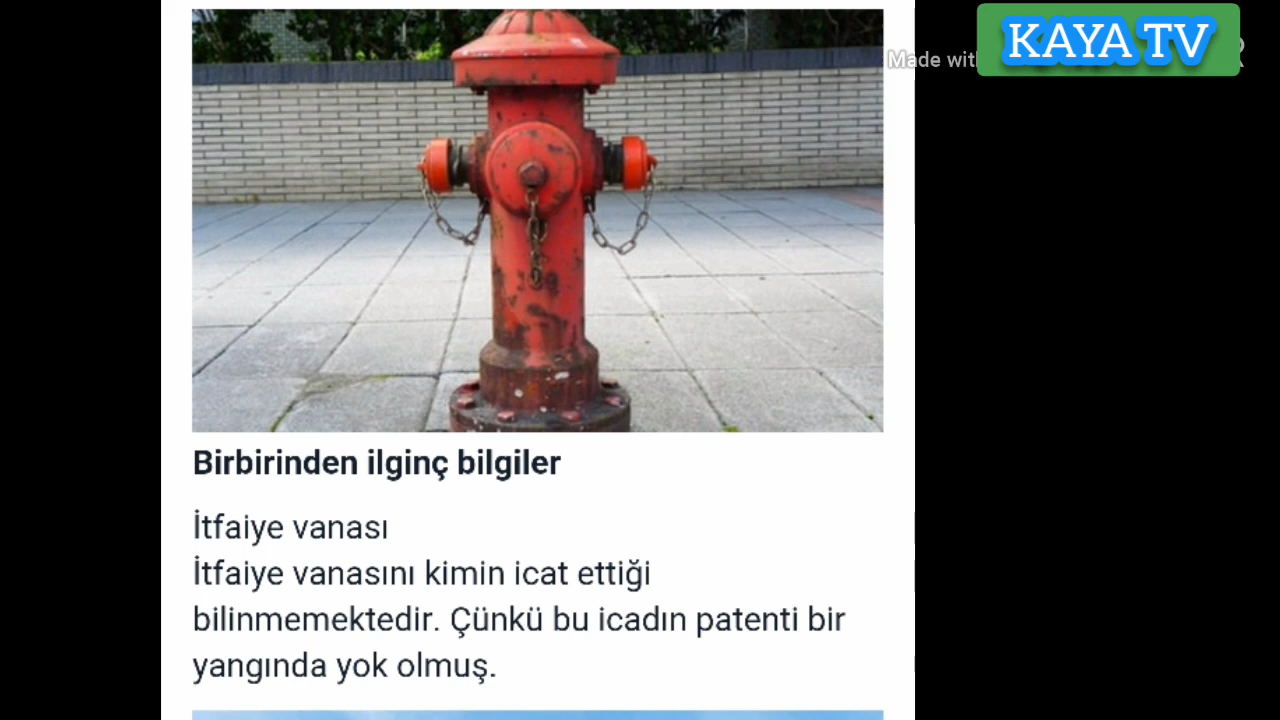 KAYA TV
Made wit
Birbirinden ilginç bilgiler
İtfaiye vanası
İtfaiye vanasını kimin icat ettiği
bilinmemektedir. Çünkü bu icadın patenti bir
yangında yok olmuş.